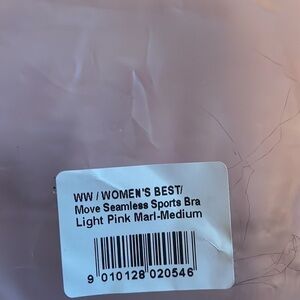 WW / WOMEN'S BEST/
Move Seamless Sports Bra
Light Pink Marl-Medium
9 010128 020546